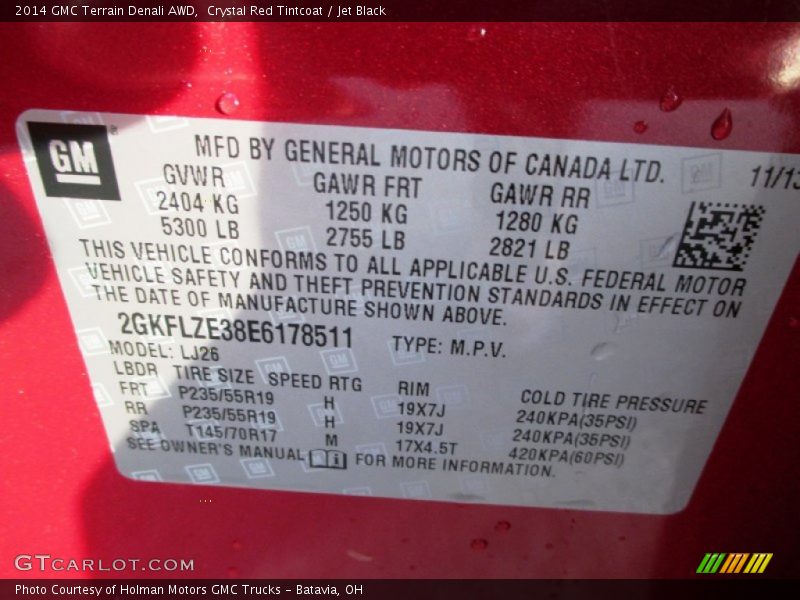 2014 GMC Terrain Denali AWD, Crystal Red Tintcoat / Jet Black
GM
MFD BY GENERAL MOTORS OF CANADA LTD. 11/13
GVWR GAWR FRT GAWR RR
2404 KG 1250 KG 1280 KG
5300 LB 2755 LB 2821 LB
THIS VEHICLE CONFORMS TO ALL APPLICABLE U.S. FEDERAL MOTOR
VEHICLE SAFETY AND THEFT PREVENTION STANDARDS IN EFFECT ON
THE DATE OF MANUFACTURE SHOWN ABOVE.
2GKFLZE38E6178511 TYPE: M.P.V.
MODEL: LJ26
LBDR TIRE SIZE SPEED RTG RIM COLD TIRE PRESSURE
FRT P235/55R19 H 19X7J 240KPA(35PSI)
RR P235/55R19 H 19X7J 240KPA(35PSI)
SPA T145/70R17 M 17X4.5T 420KPA(60PSI)
SEE OWNER'S MANUAL FOR MORE INFORMATION.
GTCARLOT.COM
Photo Courtesy of Holman Motors GMC Trucks - Batavia, OH